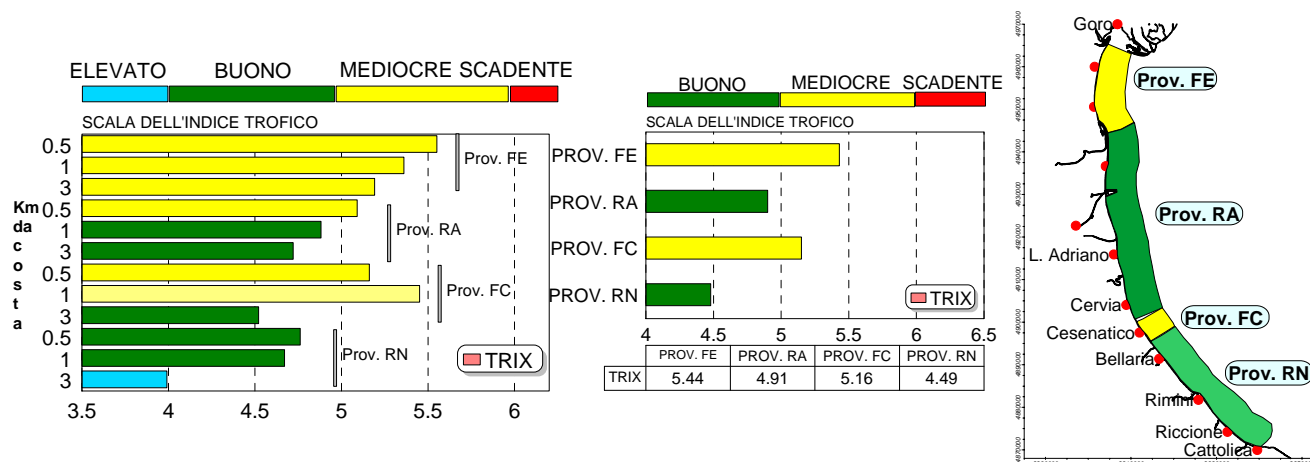 ELEVATO BUONO MEDIOCRE SCADENTE
SCALA DELL'INDICE TROFICO
Km da costa
0.5
1
3
0.5
1
3
0.5
1
3
0.5
1
3
Prov. FE
Prov. RA
Prov. FC
Prov. RN
TRIX
3.5 4 4.5 5 5.5 6
BUONO MEDIOCRE SCADENTE
SCALA DELL'INDICE TROFICO
PROV. FE
PROV. RA
PROV. FC
PROV. RN
TRIX
4 4.5 5 5.5 6 6.5
PROV. FE PROV. RA PROV. FC PROV. RN
TRIX 5.44 4.91 5.16 4.49
Goro
Prov. FE
Prov. RA
L. Adriano
Cervia
Prov. FC
Cesenatico
Bellaria
Prov. RN
Rimini
Riccione
Cattolica